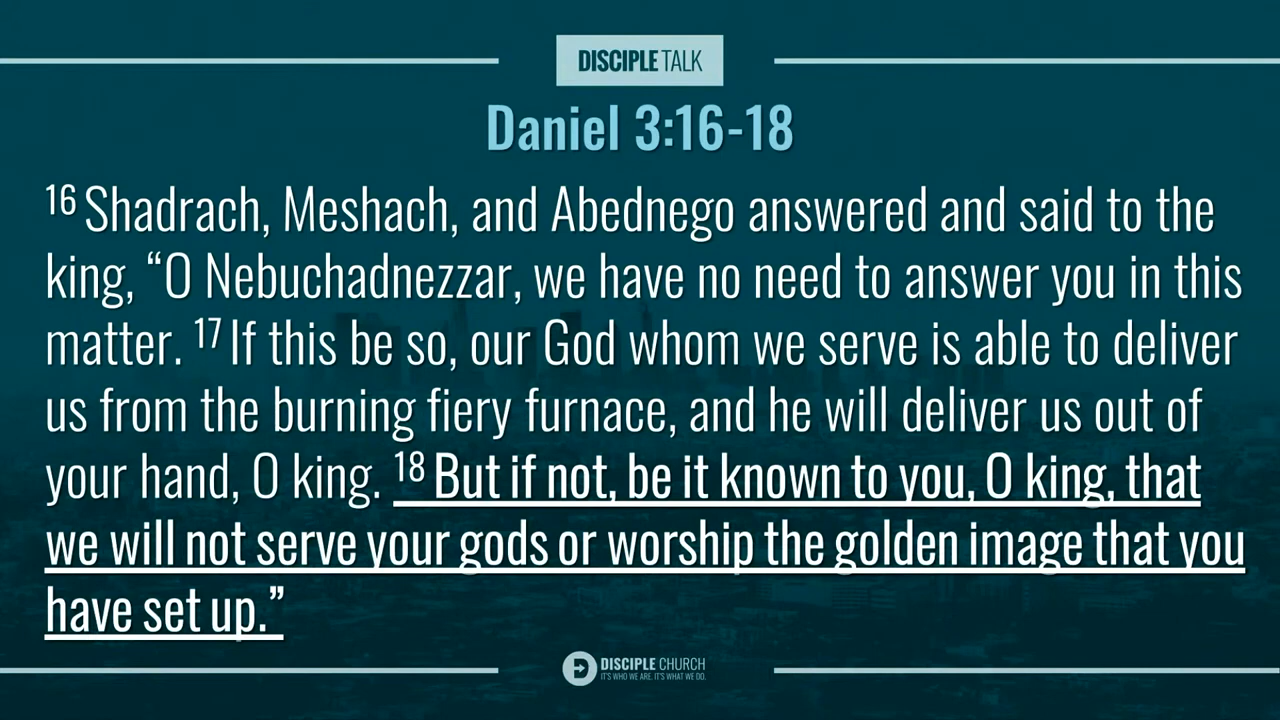 DISCIPLE TALK
Daniel 3:16-18
16 Shadrach, Meshach, and Abednego answered and said to the
king, “O Nebuchadnezzar, we have no need to answer you in this
matter. 17 If this be so, our God whom we serve is able to deliver
us from the burning fiery furnace, and he will deliver us out of
your hand, O king. 18 But if not, be it known to you, O king, that
we will not serve your gods or worship the golden image that you
have set up.”
DISCIPLE CHURCH
IT'S WHO WE ARE. IT'S WHAT WE DO.